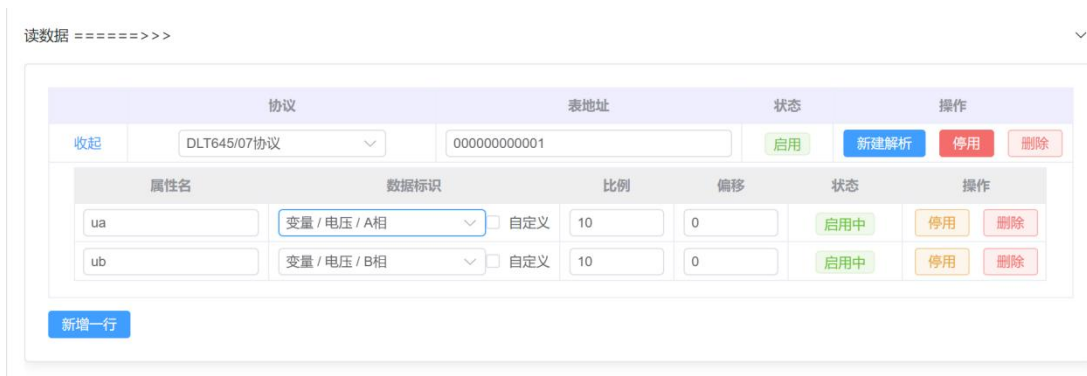 读数据 ======>>>
协议 表地址 状态 操作
收起 DLT645/07协议 000000000001 启用 新建解析 停用 删除
属性名 数据标识 比例 偏移 状态 操作
ua 变量 / 电压 / A相 自定义 10 0 启用中 停用 删除
ub 变量 / 电压 / B相 自定义 10 0 启用中 停用 删除
新增一行